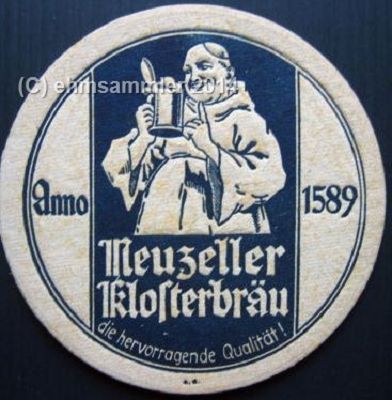 (C) ehmsammler 2014
Anno 1589
Neuzeller
Klosterbräu
die hervorragende Qualität!